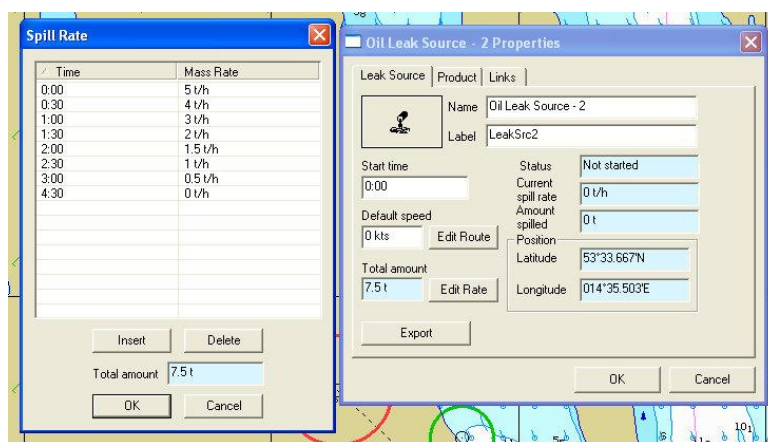 Spill Rate
Time Mass Rate
0:00 5 t/h
0:30 4 t/h
1:00 3 t/h
1:30 2 t/h
2:00 1.5 t/h
2:30 1 t/h
3:00 0.5 t/h
4:30 0 t/h
Insert Delete
Total amount 7.5 t
OK Cancel
Oil Leak Source - 2 Properties
Leak Source Product Links
Name Oil Leak Source - 2
Label LeakSrc2
Start time
0:00
Default speed
0 kts Edit Route
Total amount
7.5 t Edit Rate
Export
Status Not started
Current spill rate 0 t/h
Amount spilled 0 t
Position
Latitude 53°33.667'N
Longitude 014°35.503'E
OK Cancel
10₁